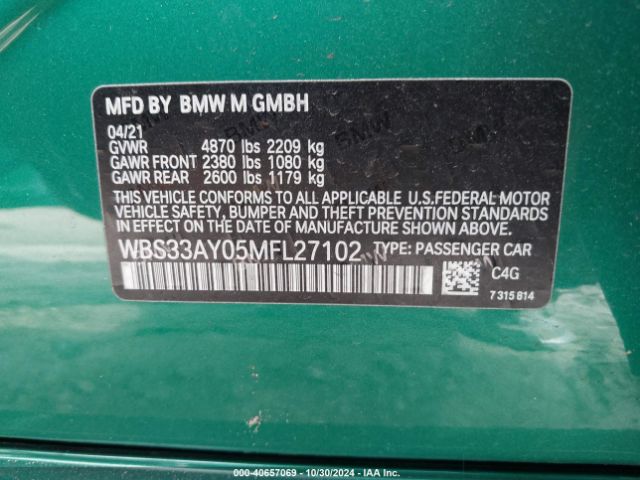 MFD BY BMW M GMBH
04/21
GVWR 4870 lbs 2209 kg
GAWR FRONT 2380 lbs 1080 kg
GAWR REAR 2600 lbs 1179 kg
THIS VEHICLE CONFORMS TO ALL APPLICABLE U.S.FEDERAL MOTOR
VEHICLE SAFETY, BUMPER, AND THEFT PREVENTION STANDARDS
IN EFFECT ON THE DATE OF MANUFACTURE SHOWN ABOVE.
WBS33AY05MFL27102 TYPE: PASSENGER CAR
C4G
7 315 814
000-40657069 - 10/30/2024 - IAA Inc.